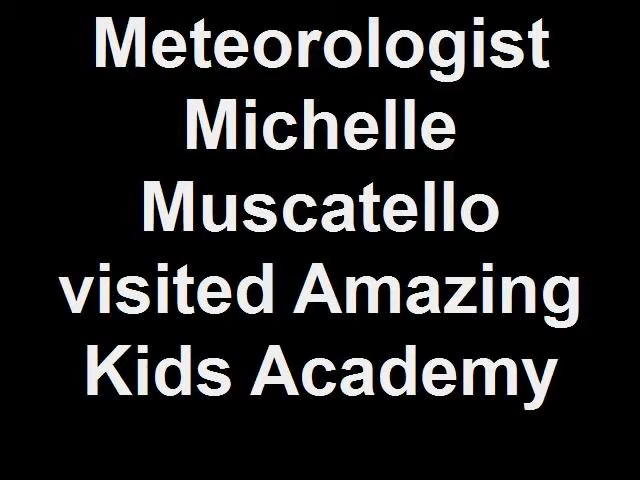 Meteorologist
Michelle
Muscatello
visited Amazing
Kids Academy